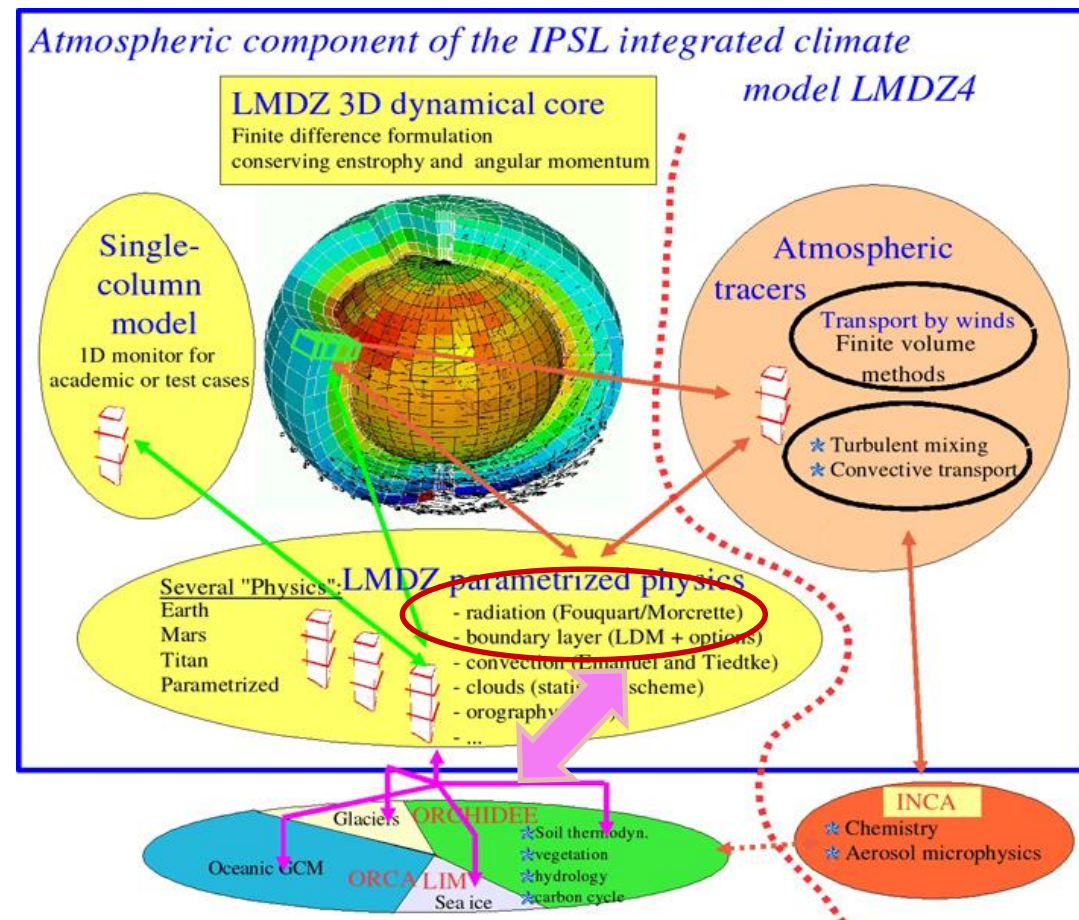 Atmospheric component of the IPSL integrated climate
model LMDZ4
LMDZ 3D dynamical core
Finite difference formulation
conserving enstrophy and angular momentum
Single-
column
model
1D monitor for
academic or test cases
Atmospheric
tracers
Transport by winds
Finite volume
methods
Turbulent mixing
Convective transport
LMDZ parametrized physics
Several "Physics":
Earth
Mars
Titan
Parametrized
- radiation (Fouquart/Morcrette)
- boundary layer (LDM + options)
- convection (Emanuel and Tiedtke)
- clouds (statis scheme)
- orography
- ...
Glaciers
ORCHIDEE
Soil thermodyn.
vegetation
hydrology
carbon cycle
Oceanic GCM
ORCA LIM
Sea ice
INCA
Chemistry
Aerosol microphysics